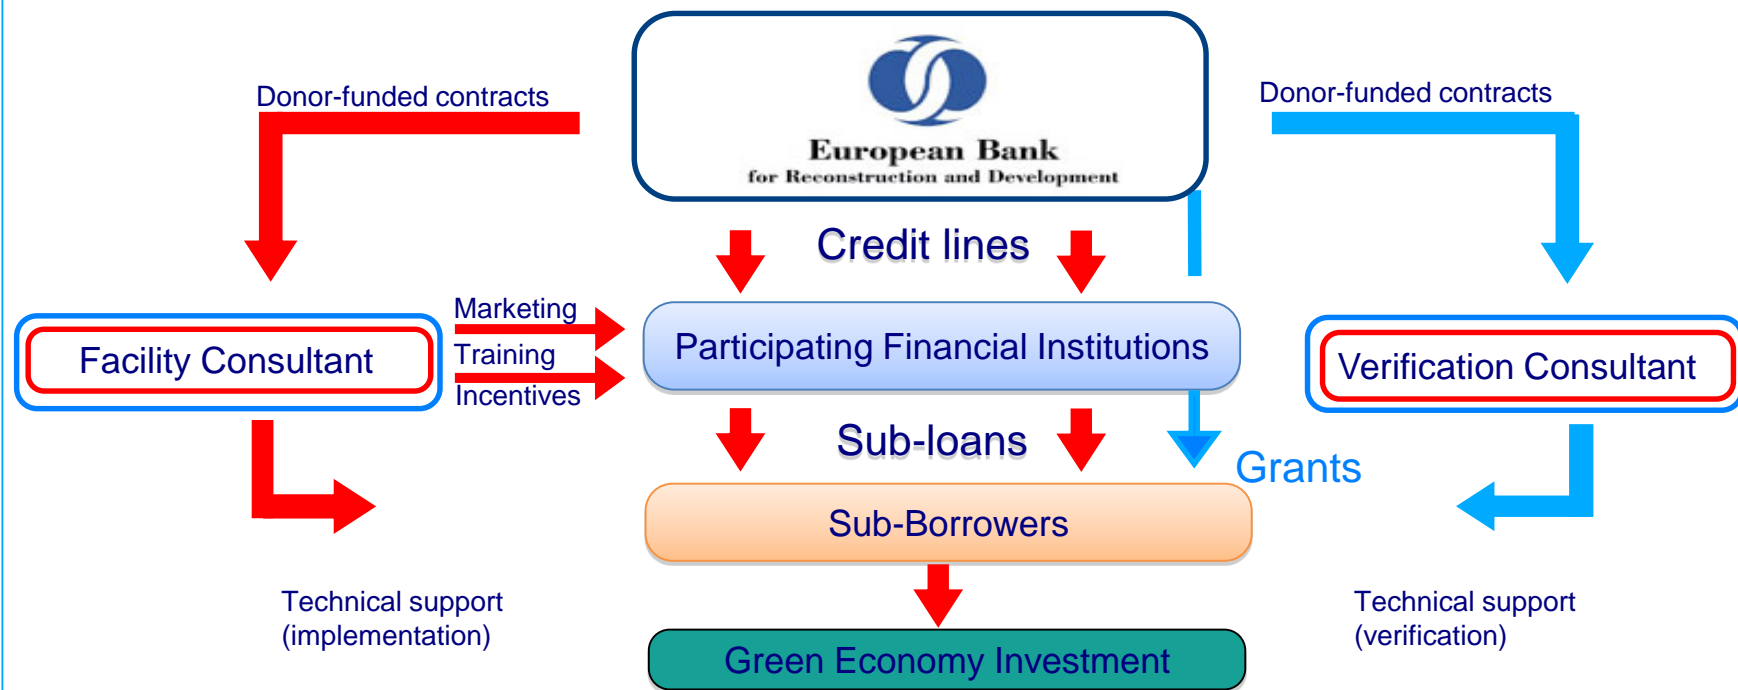 Donor-funded contracts
European Bank
for Reconstruction and Development
Donor-funded contracts
Credit lines
Marketing
Training
Incentives
Facility Consultant
Participating Financial Institutions
Verification Consultant
Sub-loans
Grants
Sub-Borrowers
Technical support
(implementation)
Technical support
(verification)
Green Economy Investment